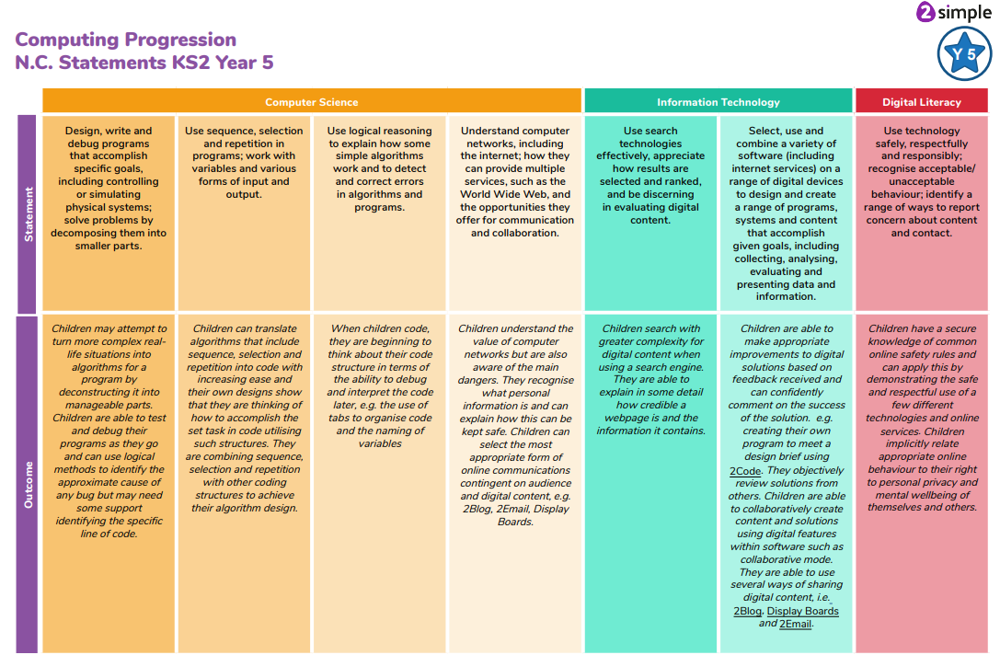 2 simple
Computing Progression
N.C. Statements KS2 Year 5
Y 5
Computer Science
Information Technology
Digital Literacy
Statement
Design, write and
debug programs
that accomplish
specific goals,
including controlling
or simulating
physical systems;
solve problems by
decomposing them into
smaller parts.
Use sequence, selection
and repetition in
programs; work with
variables and various
forms of input and
output.
Use logical reasoning
to explain how some
simple algorithms
work and to detect
and correct errors
in algorithms and
programs.
Understand computer
networks, including
the internet; how they
can provide multiple
services, such as the
World Wide Web, and
the opportunities they
offer for communication
and collaboration.
Use search
technologies
effectively, appreciate
how results are
selected and ranked,
and be discerning
in evaluating digital
content.
Select, use and
combine a variety of
software (including
internet services) on a
range of digital devices
to design and create
a range of programs,
systems and content
that accomplish
given goals, including
collecting, analysing,
evaluating and
presenting data and
information.
Use technology
safely, respectfully
and responsibly;
recognise acceptable/
unacceptable
behaviour; identify a
range of ways to report
concern about content
and contact.
Outcome
Children may attempt to
turn more complex real-
life situations into
algorithms for a
program by
deconstructing it into
manageable parts.
Children are able to test
and debug their
programs as they go
and can use logical
methods to identify the
approximate cause of
any bug but may need
some support
identifying the specific
line of code.
Children can translate
algorithms that include
sequence, selection and
repetition into code with
increasing ease and
their own designs show
that they are thinking of
how to accomplish the
set task in code utilising
such structures. They
are combining sequence,
selection and repetition
with other coding
structures to achieve
their algorithm design.
When children code,
they are beginning to
think about their code
structure in terms of
the ability to debug
and interpret the code
later, e.g. the use of
tabs to organise code
and the naming of
variables
Children understand the
value of computer
networks but are also
aware of the main
dangers. They recognise
what personal
information is and can
explain how this can be
kept safe. Children can
select the most
appropriate form of
online communications
contingent on audience
and digital content, e.g.
2Blog, 2Email, Display
Boards.
Children search with
greater complexity for
digital content when
using a search engine.
They are able to
explain in some detail
how credible a
webpage is and the
information it contains.
Children are able to
make appropriate
improvements to digital
solutions based on
feedback received and
can confidently
comment on the success
of the solution. e.g.
creating their own
program to meet a
design brief using
2Code. They objectively
review solutions from
others. Children are able
to collaboratively create
content and solutions
using digital features
within software such as
collaborative mode.
They are able to use
several ways of sharing
digital content, i.e.
2Blog, Display Boards
and 2Email.
Children have a secure
knowledge of common
online safety rules and
can apply this by
demonstrating the safe
and respectful use of a
few different
technologies and online
services. Children
implicitly relate
appropriate online
behaviour to their right
to personal privacy and
mental wellbeing of
themselves and others.